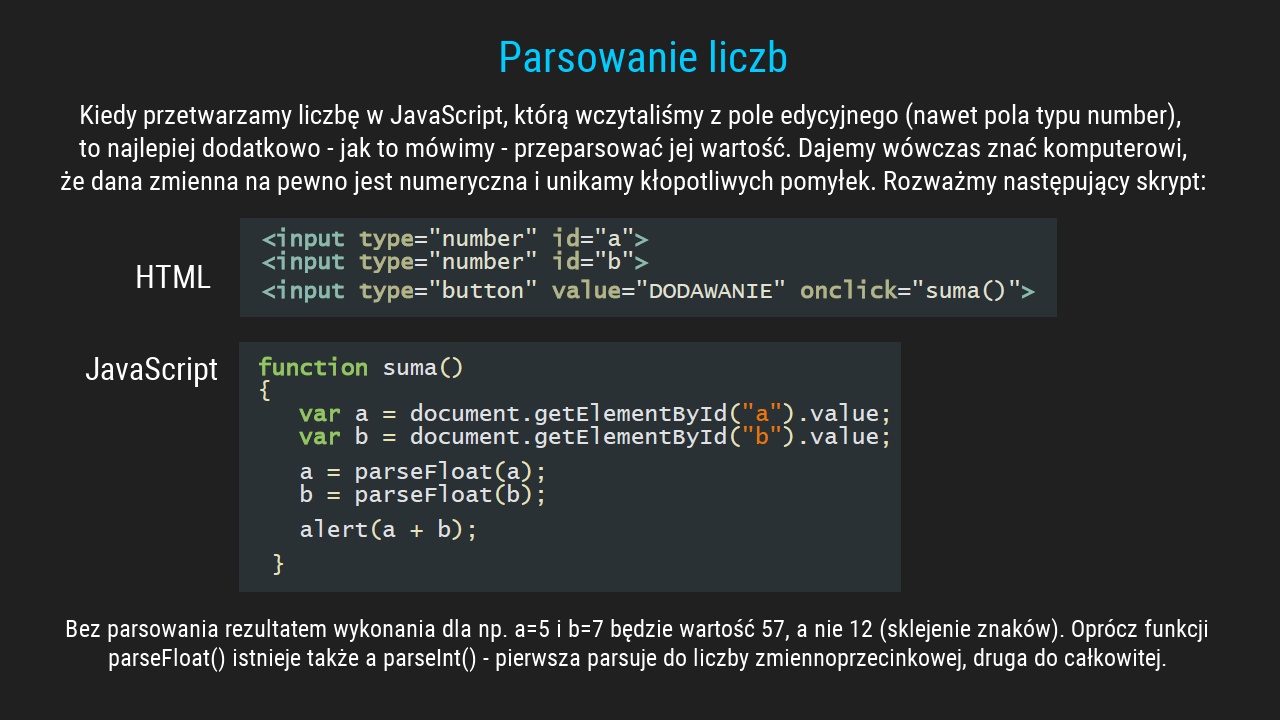 Parsowanie liczb
Kiedy przetwarzamy liczbę w JavaScript, którą wczytaliśmy z pole edycyjnego (nawet pola typu number),
to najlepiej dodatkowo - jak to mówimy - przeparsować jej wartość. Dajemy wówczas znać komputerowi,
że dana zmienna na pewno jest numeryczna i unikamy kłopotliwych pomyłek. Rozważmy następujący skrypt:
HTML
<input type="number" id="a">
<input type="number" id="b">
<input type="button" value="DODAWANIE" onclick="suma()">
JavaScript
function suma()
{
var a = document.getElementById("a").value;
var b = document.getElementById("b").value;
a = parseFloat(a);
b = parseFloat(b);
alert(a + b);
}
Bez parsowania rezultatem wykonania dla np. a=5 i b=7 będzie wartość 57, a nie 12 (sklejenie znaków). Oprócz funkcji
parseFloat() istnieje także a parseInt() - pierwsza parsuje do liczby zmiennoprzecinkowej, druga do całkowitej.